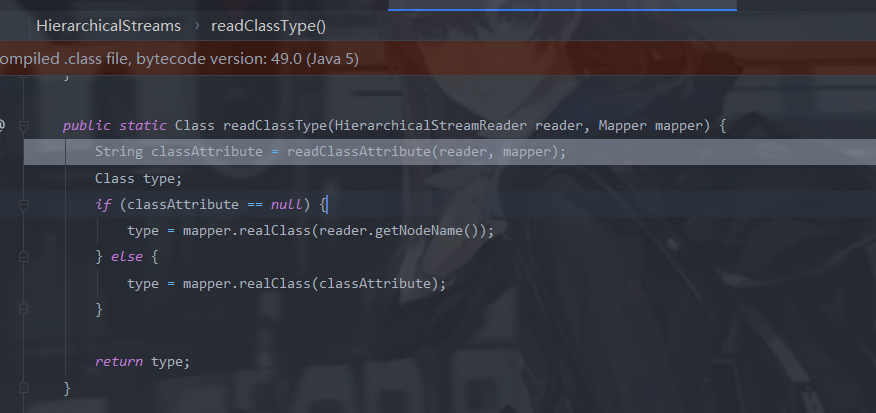 HierarchicalStreams › readClassType()
ompiled .class file, bytecode version: 49.0 (Java 5)
}
@
public static Class readClassType(HierarchicalStreamReader reader, Mapper mapper) {
String classAttribute = readClassAttribute(reader, mapper);
Class type;
if (classAttribute == null) {
type = mapper.realClass(reader.getNodeName());
} else {
type = mapper.realClass(classAttribute);
}
return type;
}